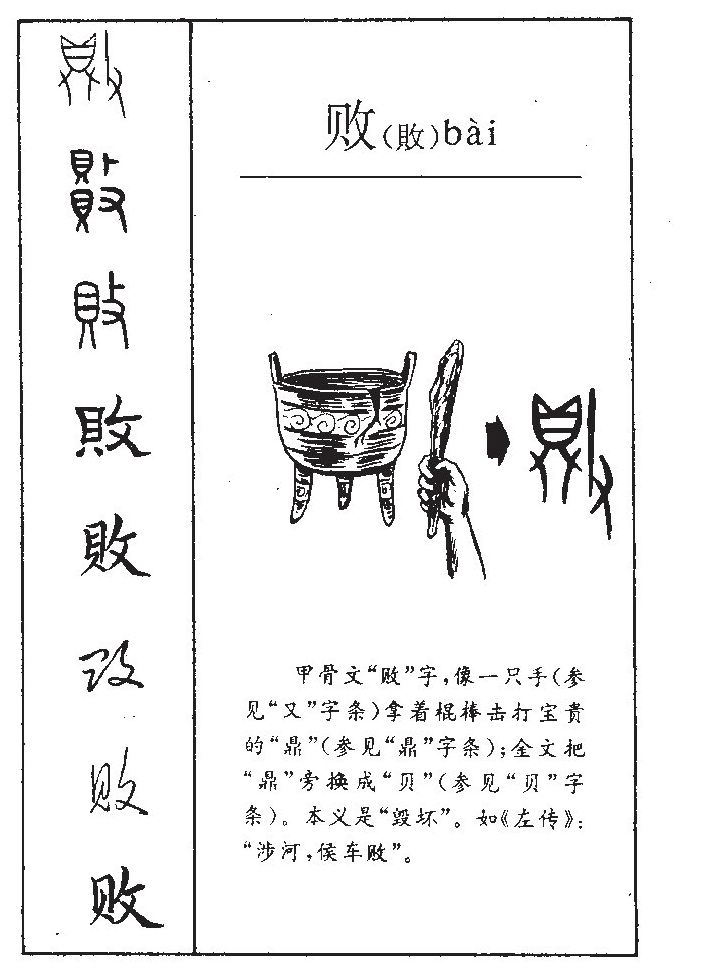 败(敗)bài
甲骨文“败”字,像一只手(参
见“又”字条)拿着棍棒击打宝贵
的“鼎”(参见“鼎”字条);金文把
“鼎”旁换成“贝”(参见“贝”字
条)。本义是“毁坏”。如《左传》:
“涉河,侯车败”。
敗
敗
败
败